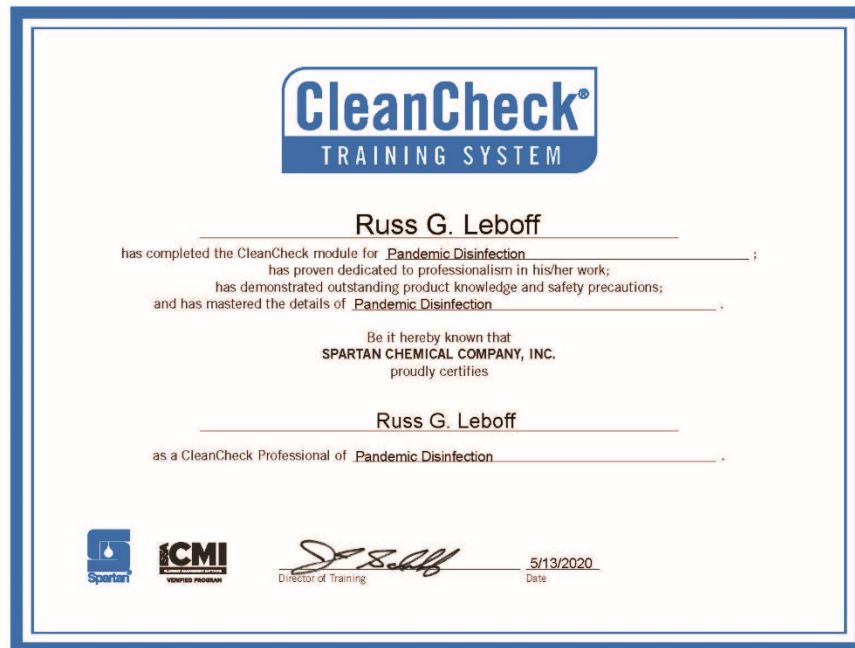 CleanCheck®
TRAINING SYSTEM
Russ G. Leboff
has completed the CleanCheck module for Pandemic Disinfection ;
has proven dedicated to professionalism in his/her work;
has demonstrated outstanding product knowledge and safety precautions;
and has mastered the details of Pandemic Disinfection .
Be it hereby known that
SPARTAN CHEMICAL COMPANY, INC.
proudly certifies
Russ G. Leboff
as a CleanCheck Professional of Pandemic Disinfection .
Spartan®
ISSA CMI
VERIFIED PROGRAM
Director of Training
5/13/2020
Date